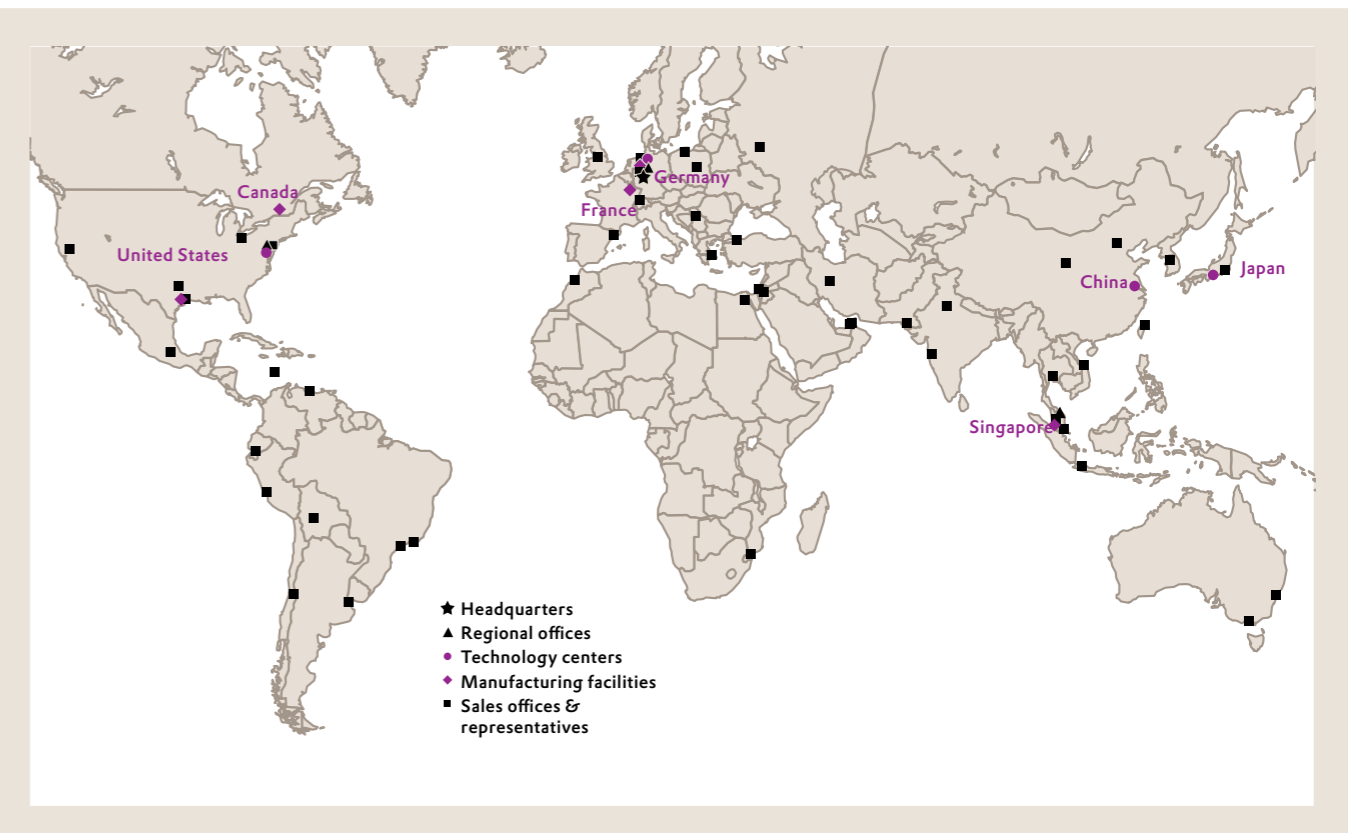 Canada
Germany
France
United States
Japan
China
Singapore
Headquarters
Regional offices
Technology centers
Manufacturing facilities
Sales offices &
representatives